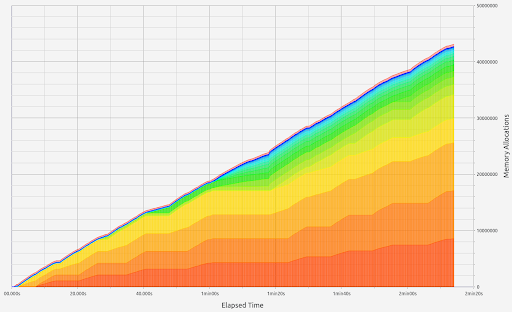 50000000
40000000
30000000
20000000
10000000
0
Memory Allocations
00.000s 20.000s 40.000s 1min00s 1min20s 1min40s 2min00s 2min20s
Elapsed Time